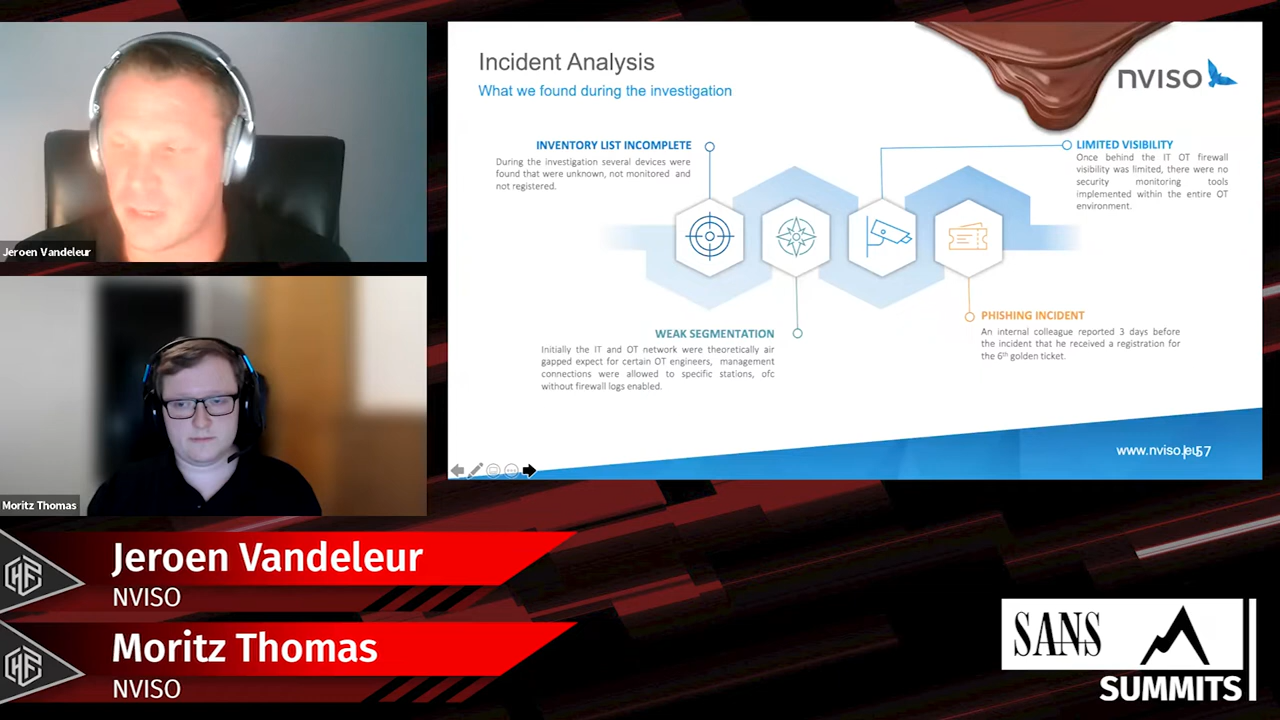 Jeroen Vandeleur
Moritz Thomas
Incident Analysis
What we found during the investigation
nviso
INVENTORY LIST INCOMPLETE
During the investigation several devices were
found that were unknown, not monitored and
not registered.
LIMITED VISIBILITY
Once behind the IT OT firewall
visibility was limited, there were no
security monitoring tools
implemented within the entire OT
environment.
WEAK SEGMENTATION
Initially the IT and OT network were theoretically air
gapped expect for certain OT engineers, management
connections were allowed to specific stations, ofc
without firewall logs enabled.
PHISHING INCIDENT
An internal colleague reported 3 days before
the incident that he received a registration for
the 6th golden ticket.
www.nviso.eu | 57
Jeroen Vandeleur
NVISO
Moritz Thomas
NVISO
SANS
SUMMITS